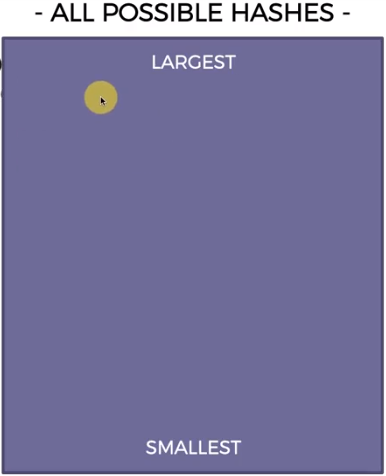 - ALL POSSIBLE HASHES -
LARGEST
SMALLEST